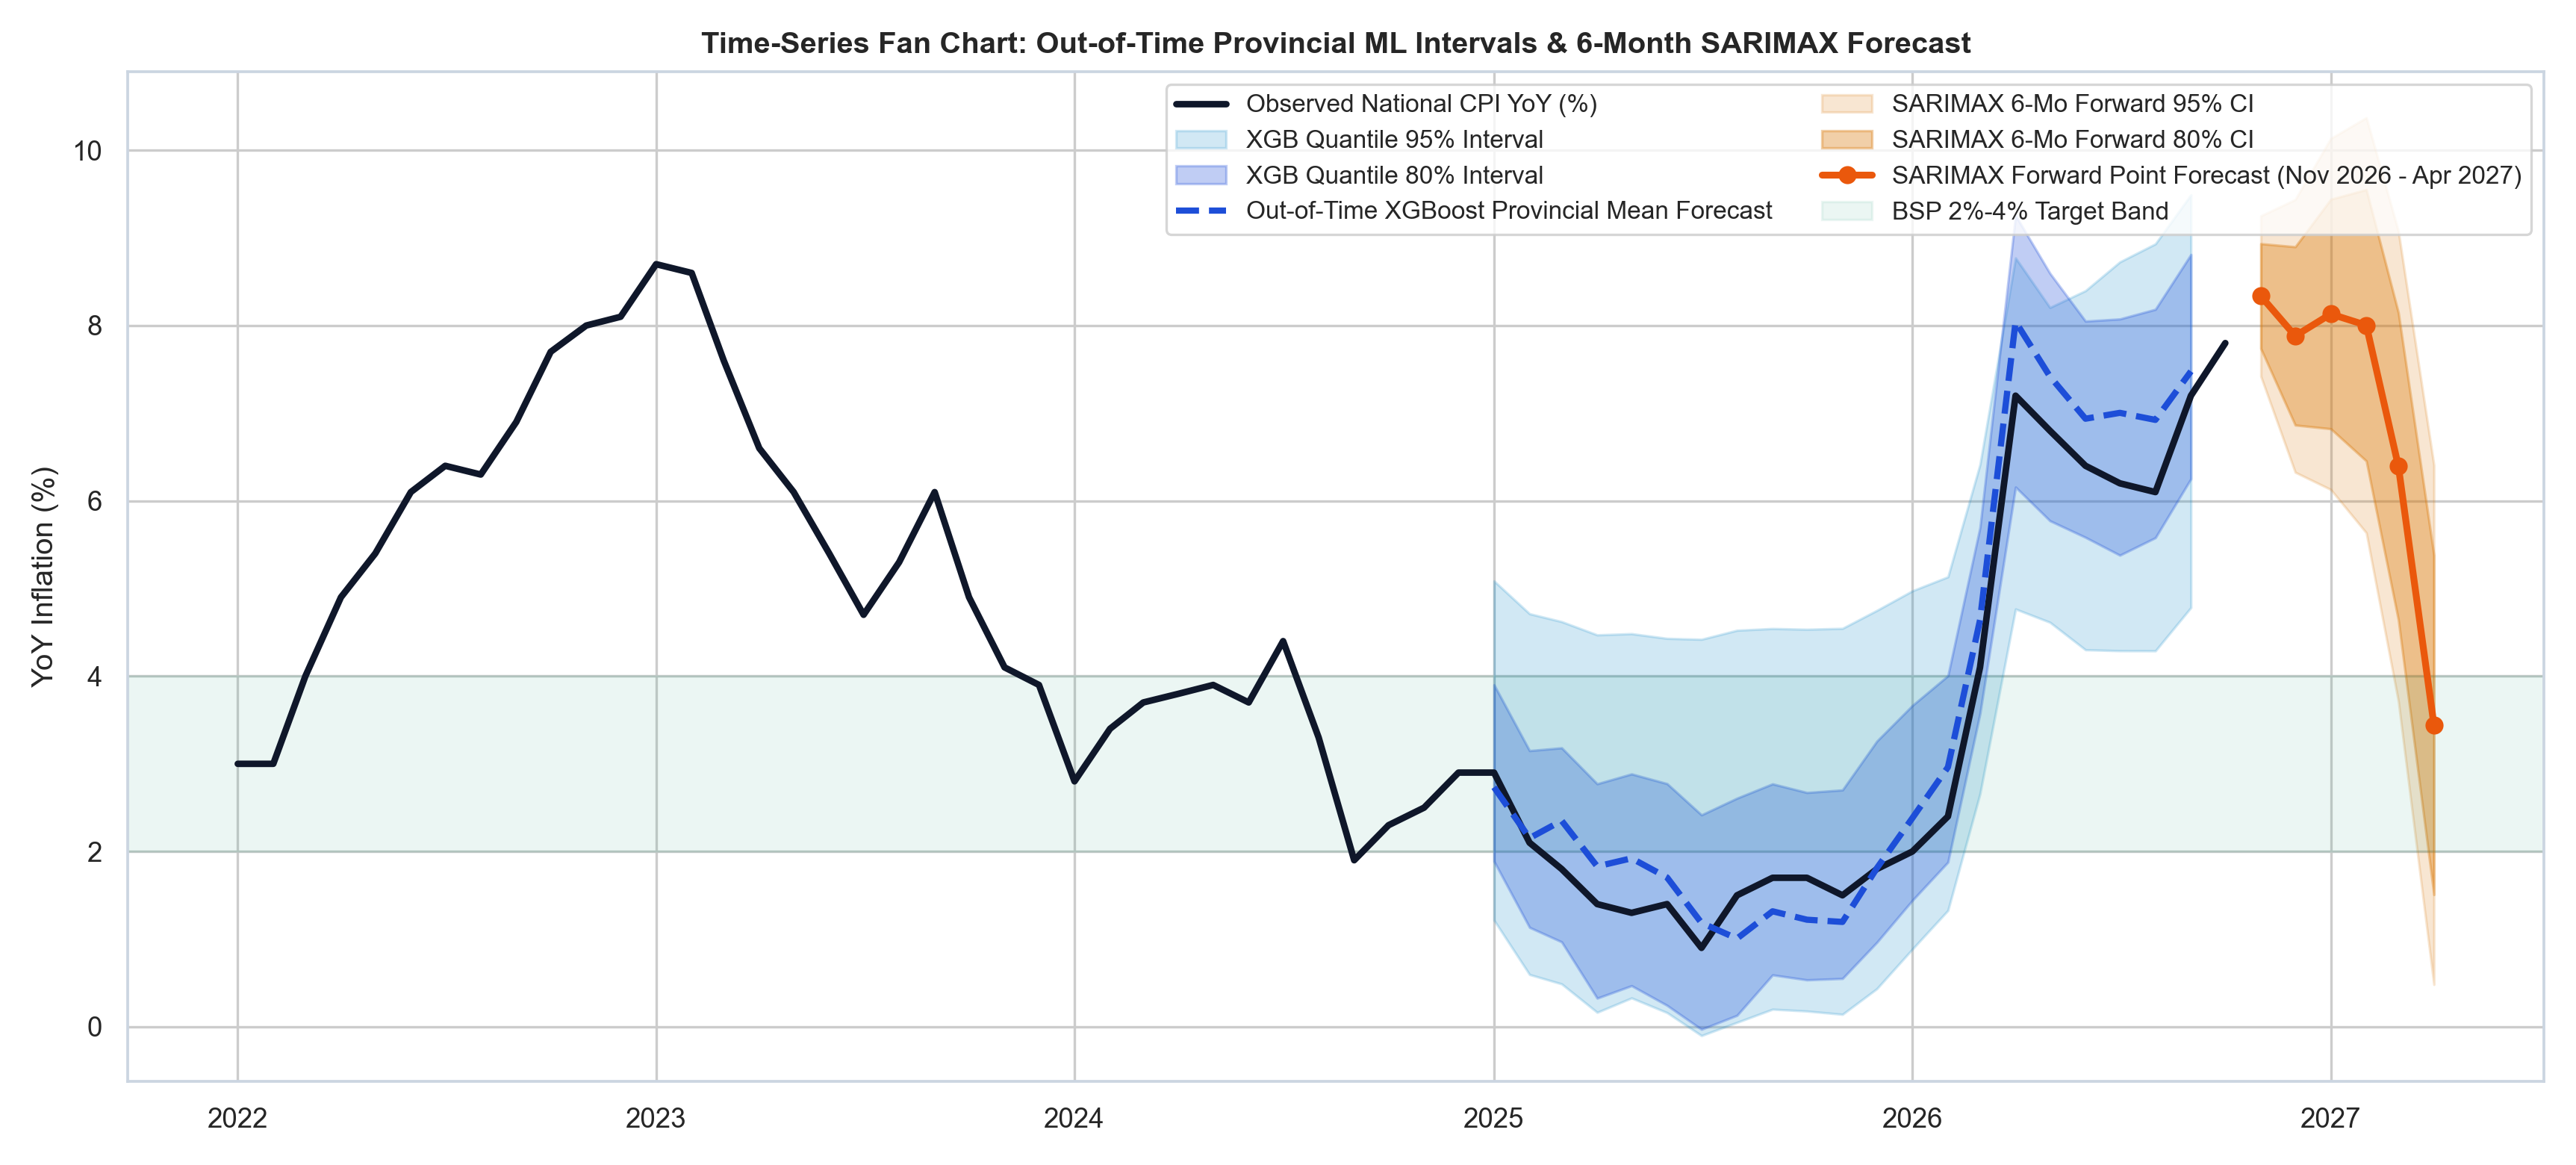 Time-Series Fan Chart: Out-of-Time Provincial ML Intervals & 6-Month SARIMAX Forecast
Observed National CPI YoY (%)
XGB Quantile 95% Interval
XGB Quantile 80% Interval
Out-of-Time XGBoost Provincial Mean Forecast
SARIMAX 6-Mo Forward 95% CI
SARIMAX 6-Mo Forward 80% CI
SARIMAX Forward Point Forecast (Nov 2026 - Apr 2027)
BSP 2%-4% Target Band
YoY Inflation (%)
10
8
6
4
2
0
2022
2023
2024
2025
2026
2027